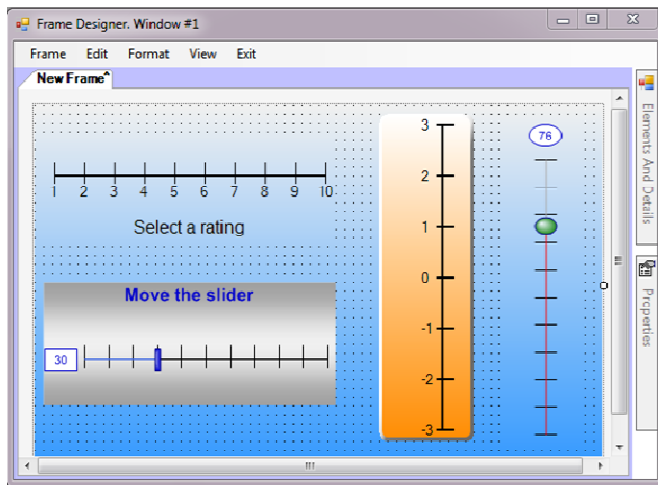 Frame Designer. Window #1
Frame Edit Format View Exit
New Frame*
1 2 3 4 5 6 7 8 9 10
Select a rating
Move the slider
30
3
2
1
0
-1
-2
-3
76
Elements And Details
Properties